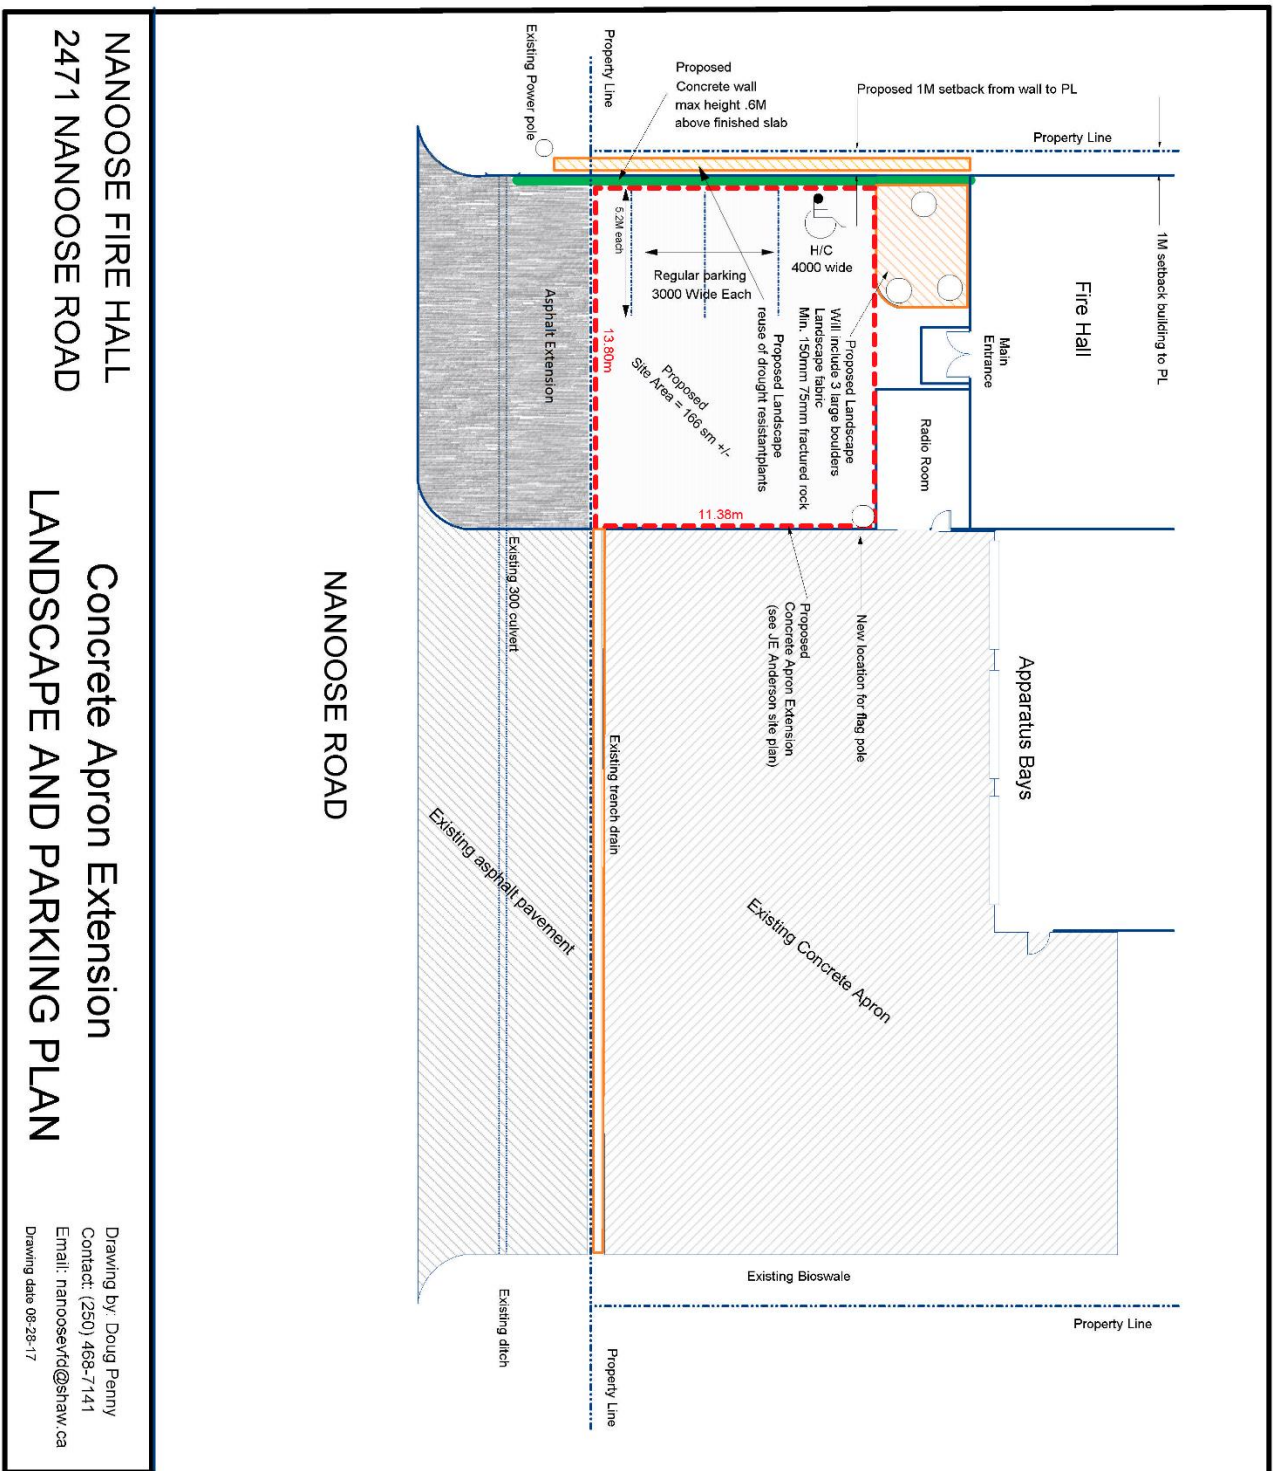 NANOOSE FIRE HALL
2471 NANOOSE ROAD
Concrete Apron Extension
LANDSCAPE AND PARKING PLAN
Drawing by: Doug Penny
Contact: (250) 468-7141
Email: nanoosevfd@shaw.ca
Drawing date 08-28-17
Existing Power pole
Property Line
Proposed
Concrete wall
max height .6M
above finished slab
Proposed 1M setback from wall to PL
Property Line
1M setback building to PL
Fire Hall
Main
Entrance
Radio Room
H/C
4000 wide
5.2M each
Regular parking
3000 Wide Each
Proposed Landscape
Will include 3 large boulders
Landscape fabric
Min. 150mm 75mm fractured rock
Proposed Landscape
reuse of drought resistantplants
Proposed
Site Area = 166 sm +/-
13.80m
11.38m
Asphalt Extension
New location for flag pole
Proposed
Concrete Apron Extension
(see JE Anderson site plan)
Apparatus Bays
Existing 300 culvert
NANOOSE ROAD
Existing trench drain
Existing asphalt pavement
Existing Concrete Apron
Existing Bioswale
Existing ditch
Property Line
Property Line